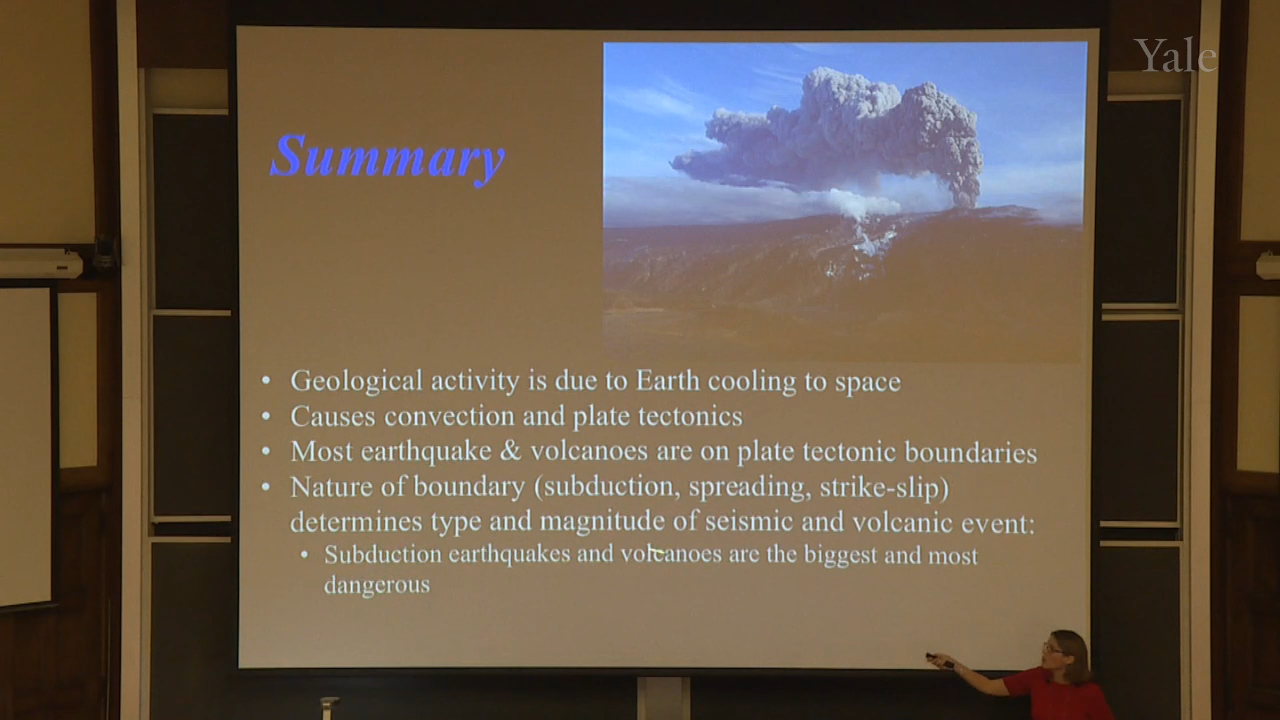 Yale
Summary
• Geological activity is due to Earth cooling to space
• Causes convection and plate tectonics
• Most earthquake & volcanoes are on plate tectonic boundaries
• Nature of boundary (subduction, spreading, strike-slip)
determines type and magnitude of seismic and volcanic event:
• Subduction earthquakes and volcanoes are the biggest and most
dangerous